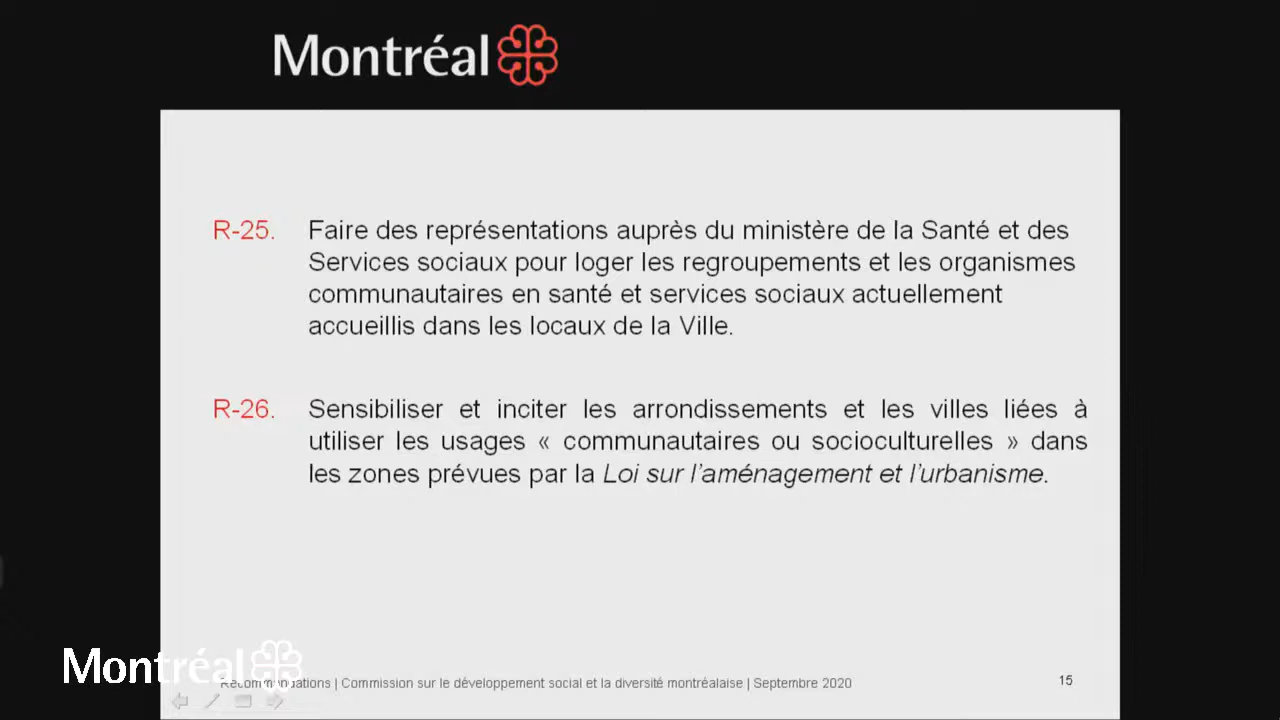 Montréal
R-25. Faire des représentations auprès du ministère de la Santé et des
Services sociaux pour loger les regroupements et les organismes
communautaires en santé et services sociaux actuellement
accueillis dans les locaux de la Ville.
R-26. Sensibiliser et inciter les arrondissements et les villes liées à
utiliser les usages « communautaires ou socioculturelles » dans
les zones prévues par la Loi sur l'aménagement et l'urbanisme.
Montréal
Recommandations | Commission sur le développement social et la diversité montréalaise | Septembre 2020
15